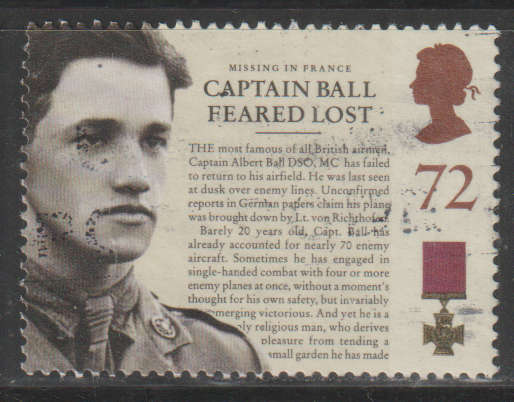 MISSING IN FRANCE
CAPTAIN BALL
FEARED LOST
THE most famous of all British airmen,
Captain Albert Ball DSO, MC has failed
to return to his airfield. He was last seen
at dusk over enemy lines. Unconfirmed
reports in German papers claim his plane
was brought down by Lt. von Richthofen.
Barely 20 years old, Capt. Ball has
already accounted for nearly 70 enemy
aircraft. Sometimes he has engaged in
single-handed combat with four or more
enemy planes at once, without a moment's
thought for his own safety, but invariably
emerging victorious. And yet he is a
religious man, who derives
pleasure from tending a
small garden he has made
72